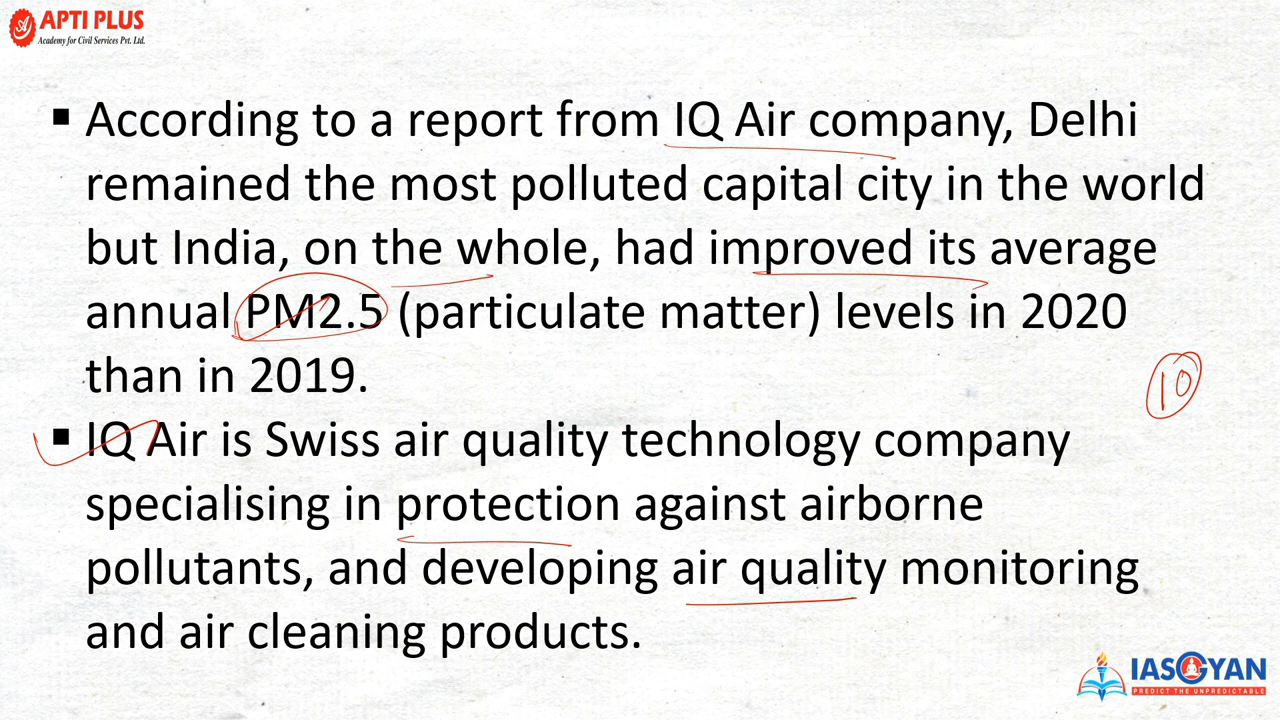 APTI PLUS
Academy for Civil Services Pvt. Ltd.
▪ According to a report from IQ Air company, Delhi
remained the most polluted capital city in the world
but India, on the whole, had improved its average
annual PM2.5 (particulate matter) levels in 2020
than in 2019.
10
▪ IQ Air is Swiss air quality technology company
specialising in protection against airborne
pollutants, and developing air quality monitoring
and air cleaning products.
IASGYAN
PREDICT THE UNPREDICTABLE